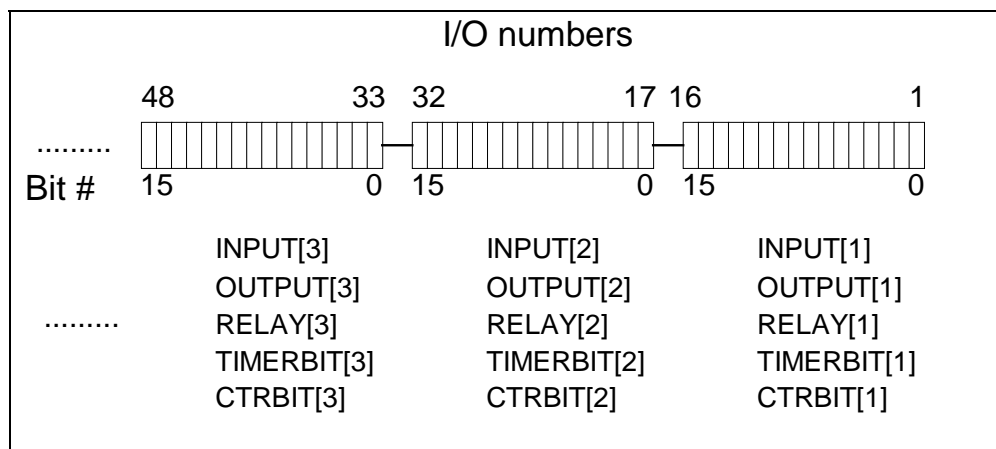 I/O numbers
48 33 32 17 16 1
.........
Bit # 15 0 15 0 15 0
INPUT[3] INPUT[2] INPUT[1]
OUTPUT[3] OUTPUT[2] OUTPUT[1]
......... RELAY[3] RELAY[2] RELAY[1]
TIMERBIT[3] TIMERBIT[2] TIMERBIT[1]
CTRBIT[3] CTRBIT[2] CTRBIT[1]